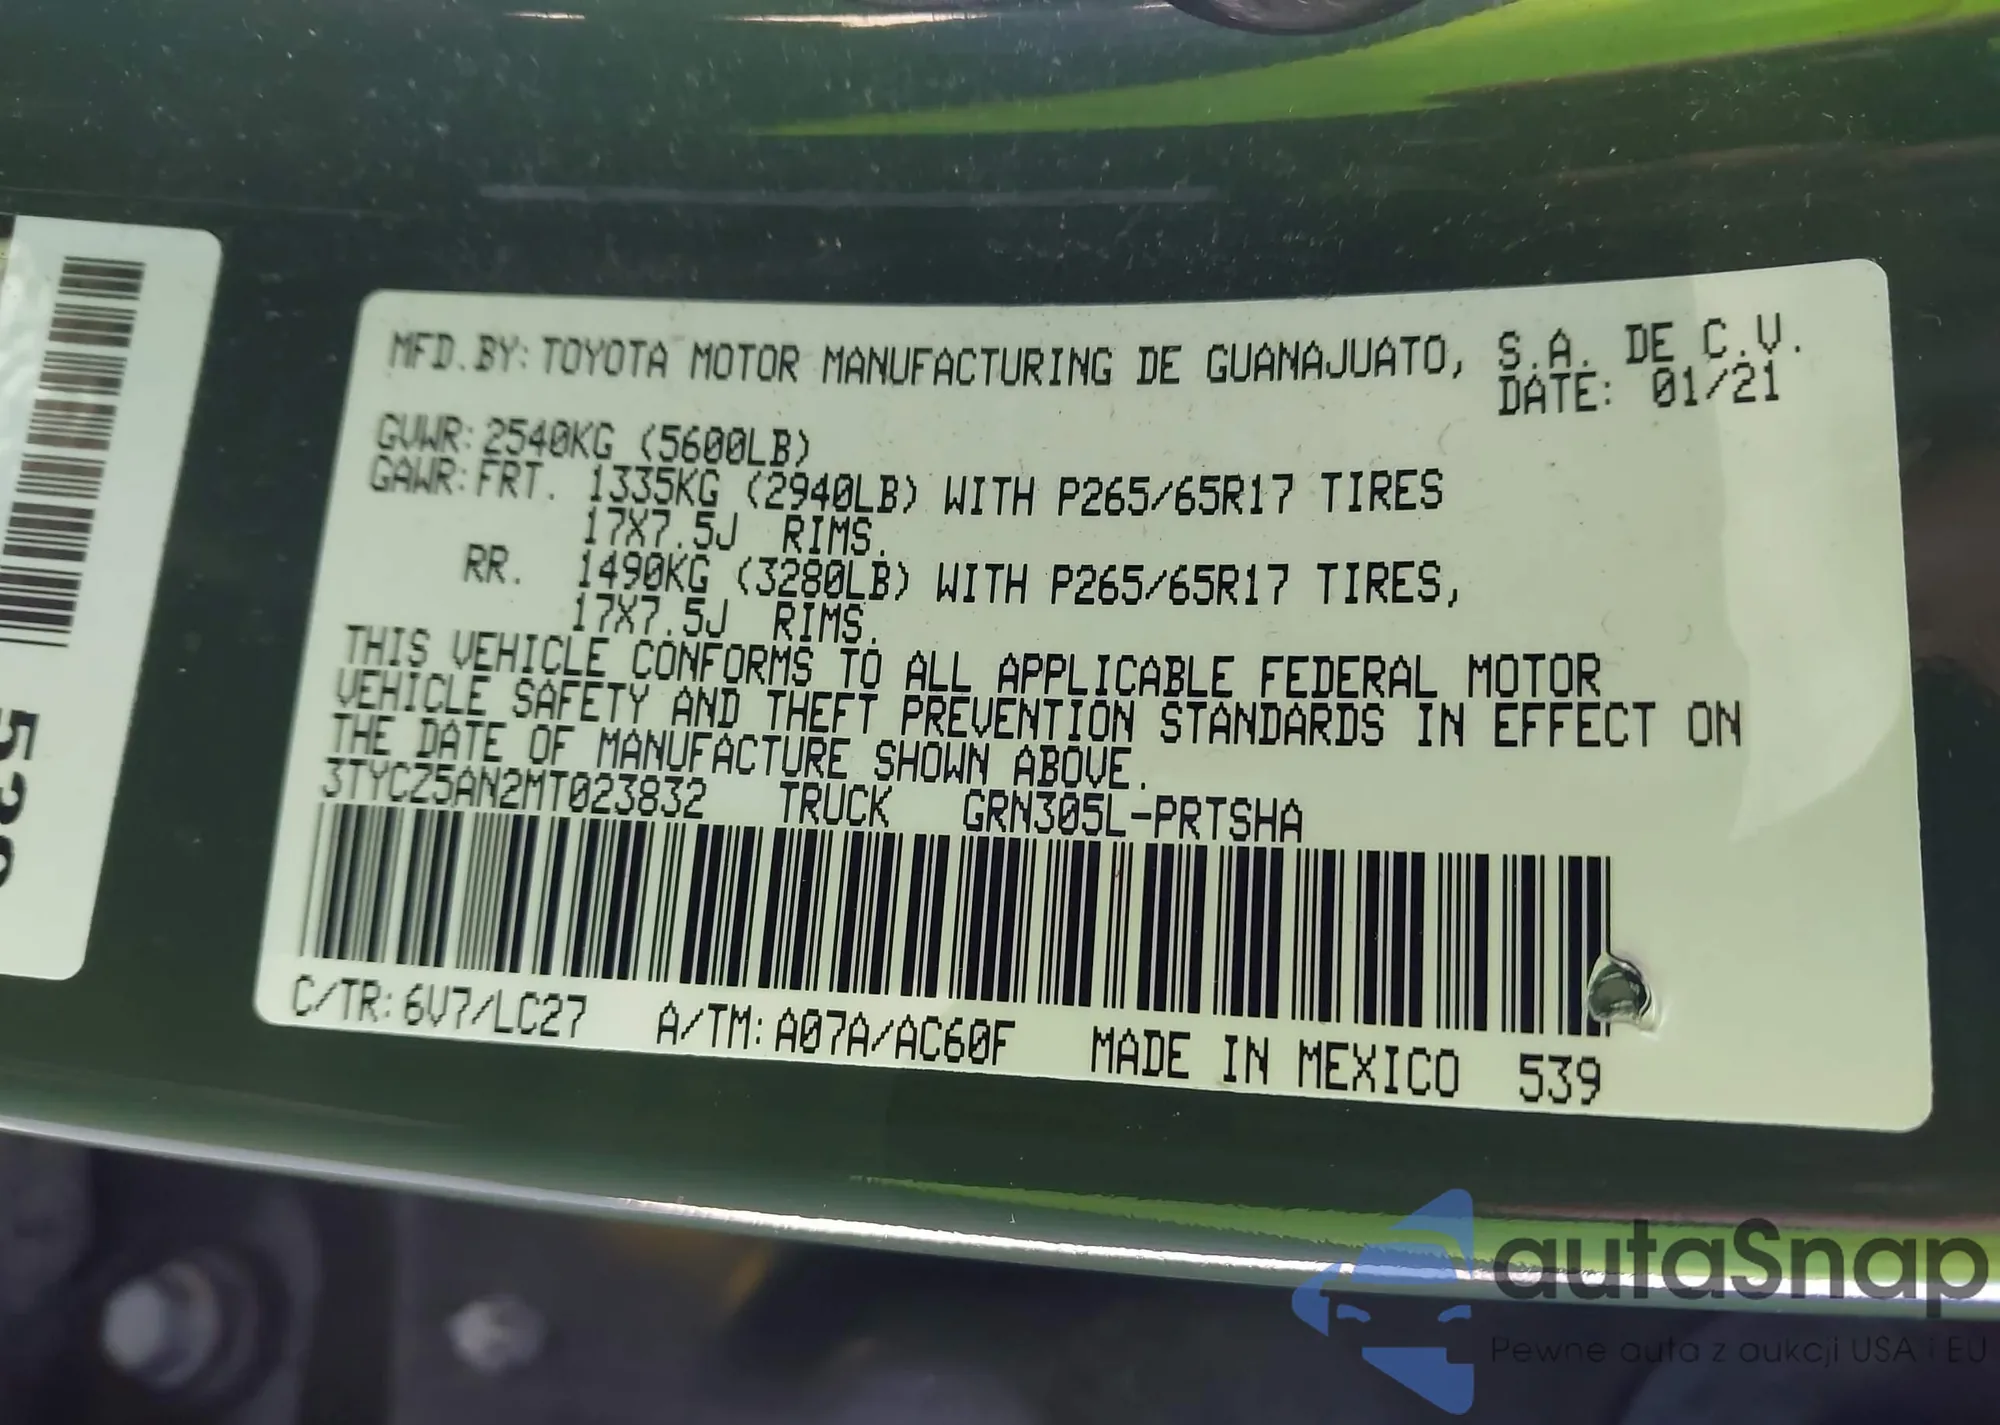 MFD.BY: TOYOTA MOTOR MANUFACTURING DE GUANAJUATO, S.A. DE C.V.
DATE: 01/21
GVWR: 2540KG (5600LB)
GAWR: FRT. 1335KG (2940LB) WITH P265/65R17 TIRES
17X7.5J RIMS.
RR. 1490KG (3280LB) WITH P265/65R17 TIRES,
17X7.5J RIMS.
THIS VEHICLE CONFORMS TO ALL APPLICABLE FEDERAL MOTOR
VEHICLE SAFETY AND THEFT PREVENTION STANDARDS IN EFFECT ON
THE DATE OF MANUFACTURE SHOWN ABOVE.
3TYCZ5AN2MT023832 TRUCK GRN305L-PRTSHA
C/TR: 6V7/LC27 A/TM: A07A/AC60F MADE IN MEXICO 539
autaSnap
Pewne auta z aukcji USA i EU